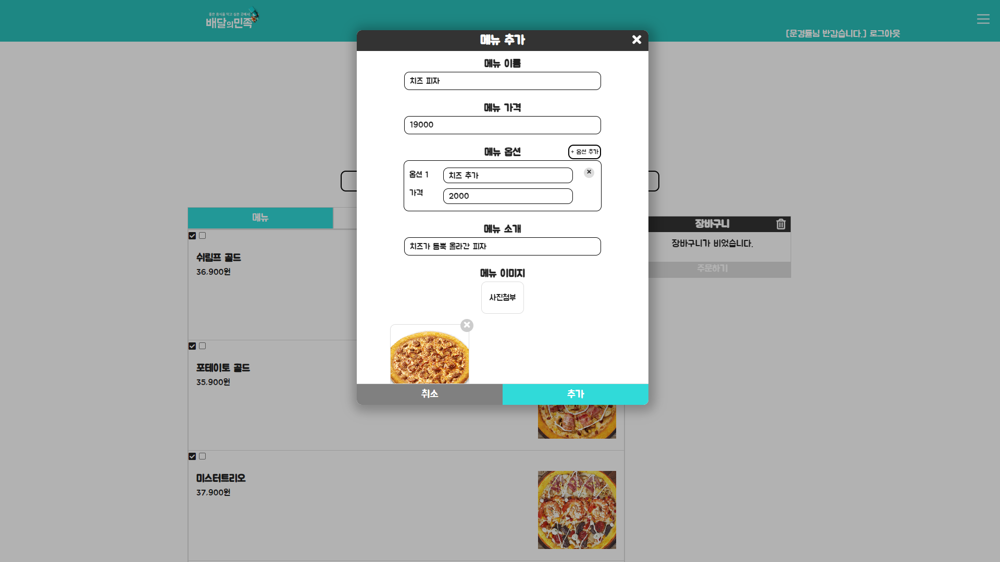 좋은 음식을 먹고 싶은 곳에서
배달의민족
[문경돌님 반갑습니다.] 로그아웃
메뉴 추가
메뉴 이름
치즈 피자
메뉴 가격
19000
메뉴 옵션
+ 옵션 추가
옵션 1
치즈 추가
가격
2000
메뉴 소개
치즈가 듬뿍 올라간 피자
메뉴 이미지
사진첨부
취소
추가
메뉴
쉬림프 골드
36,900원
포테이토 골드
35,900원
미스터트리오
37,900원
장바구니
장바구니가 비었습니다.
주문하기